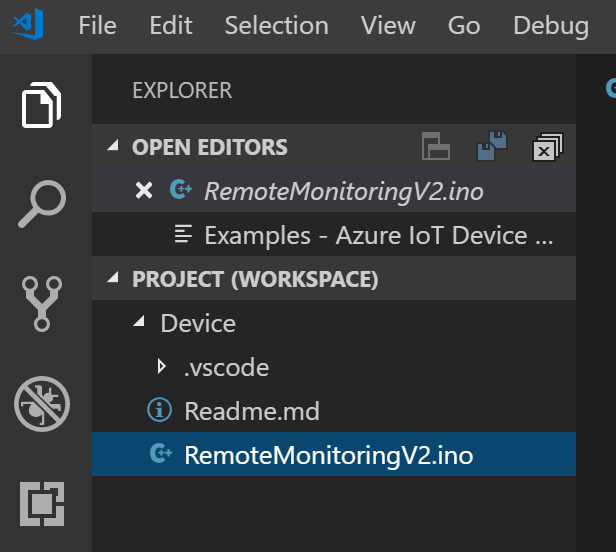 File Edit Selection View Go Debug
EXPLORER
OPEN EDITORS
RemoteMonitoringV2.ino
Examples - Azure IoT Device ...
PROJECT (WORKSPACE)
Device
.vscode
Readme.md
RemoteMonitoringV2.ino